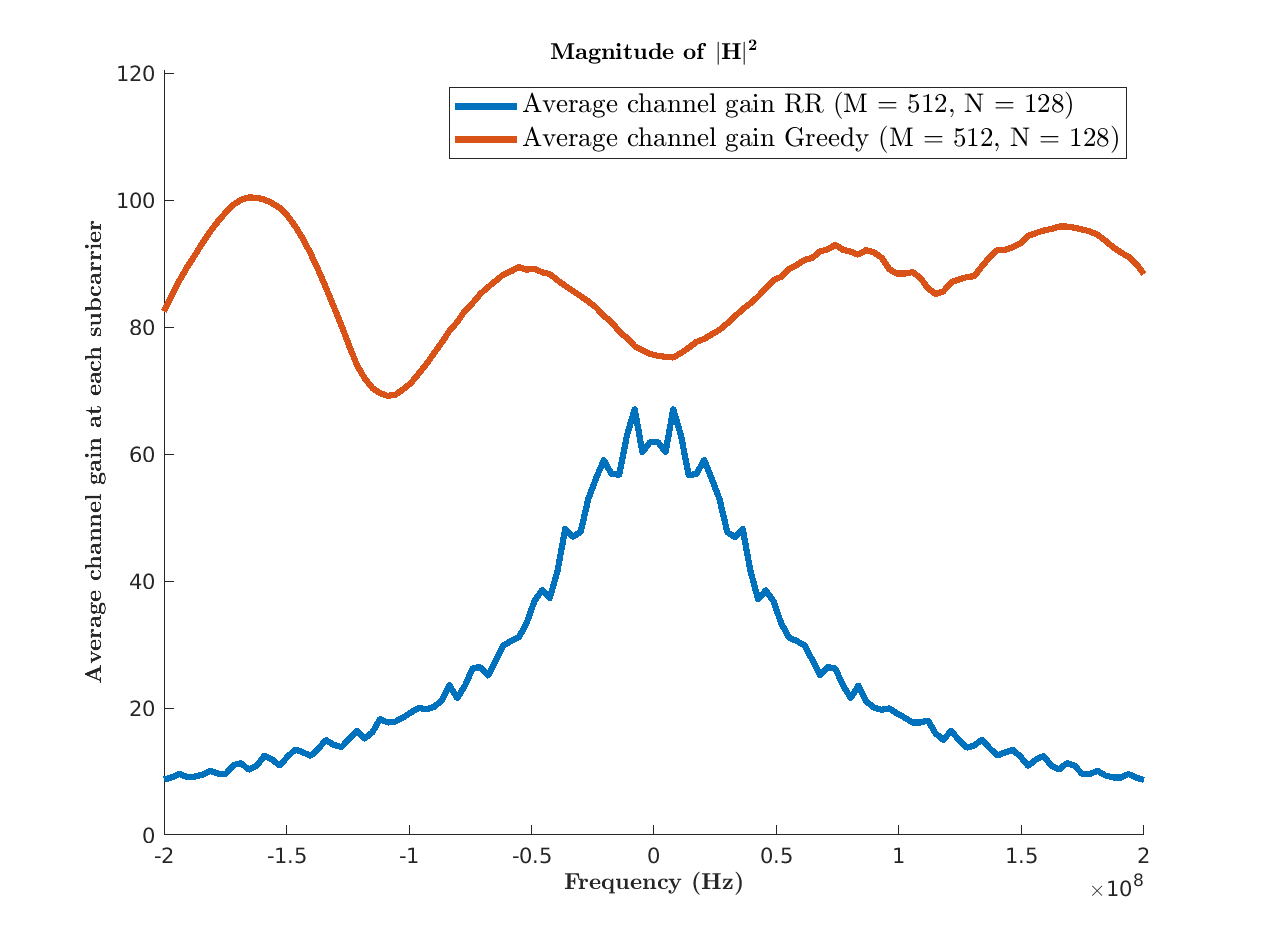 Magnitude of |H|²
Average channel gain RR (M = 512, N = 128)
Average channel gain Greedy (M = 512, N = 128)
Average channel gain at each subcarrier
120
100
80
60
40
20
0
-2 -1.5 -1 -0.5 0 0.5 1 1.5 2
Frequency (Hz)
×10⁸